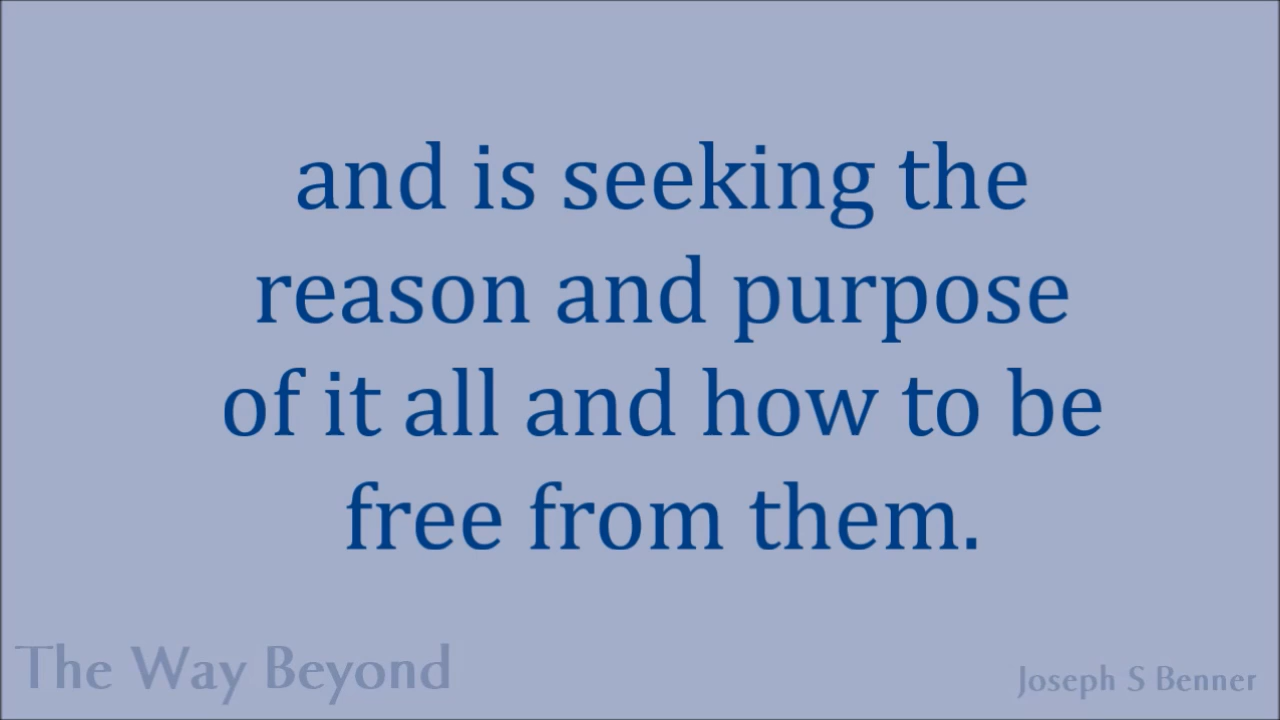 and is seeking the
reason and purpose
of it all and how to be
free from them.
The Way Beyond
Joseph S Benner